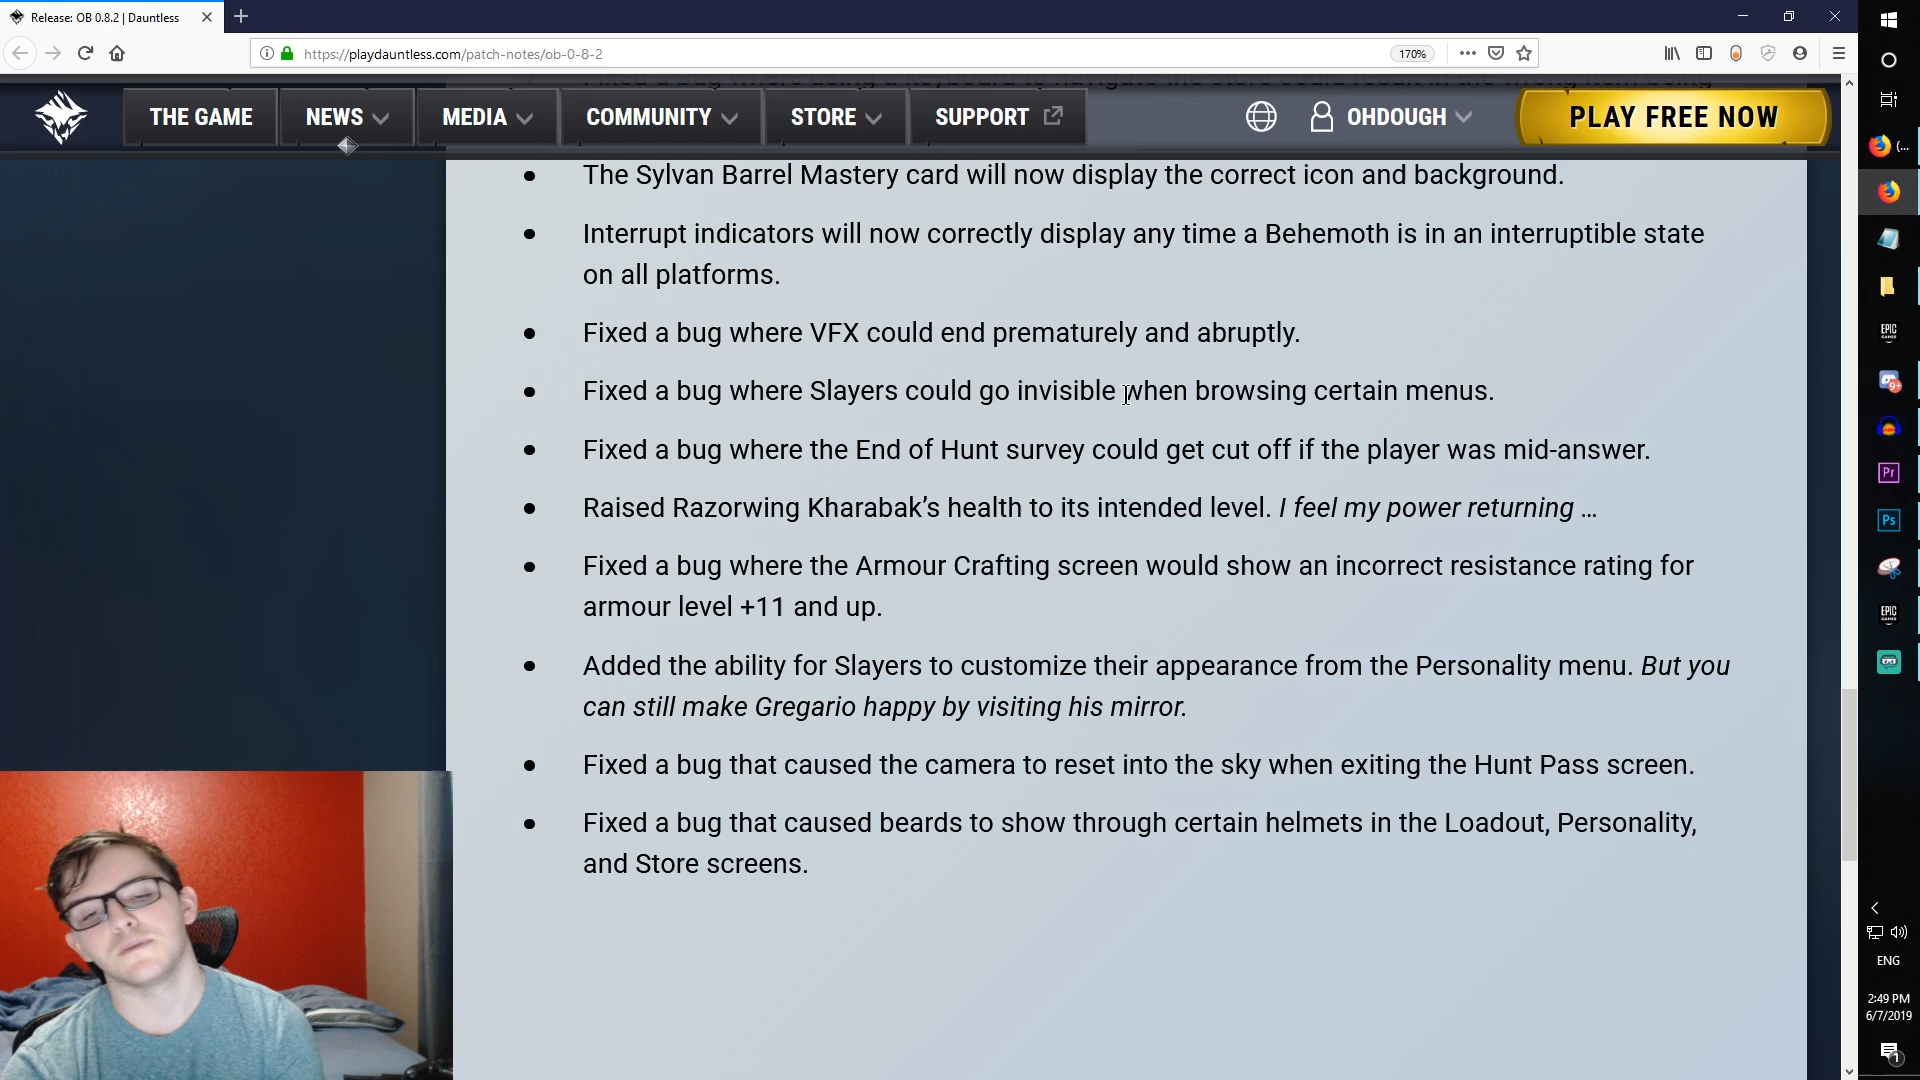 Release: OB 0.8.2 | Dauntless
https://playdauntless.com/patch-notes/ob-0-8-2
170%
THE GAME
NEWS
MEDIA
COMMUNITY
STORE
SUPPORT
OHDOUGH
PLAY FREE NOW
The Sylvan Barrel Mastery card will now display the correct icon and background.
Interrupt indicators will now correctly display any time a Behemoth is in an interruptible state
on all platforms.
Fixed a bug where VFX could end prematurely and abruptly.
Fixed a bug where Slayers could go invisible when browsing certain menus.
Fixed a bug where the End of Hunt survey could get cut off if the player was mid-answer.
Raised Razorwing Kharabak’s health to its intended level. I feel my power returning …
Fixed a bug where the Armour Crafting screen would show an incorrect resistance rating for
armour level +11 and up.
Added the ability for Slayers to customize their appearance from the Personality menu. But you
can still make Gregario happy by visiting his mirror.
Fixed a bug that caused the camera to reset into the sky when exiting the Hunt Pass screen.
Fixed a bug that caused beards to show through certain helmets in the Loadout, Personality,
and Store screens.
(...
EPIC
GAMES
9+
Pr
Ps
EPIC
GAMES
ENG
2:49 PM
6/7/2019
1